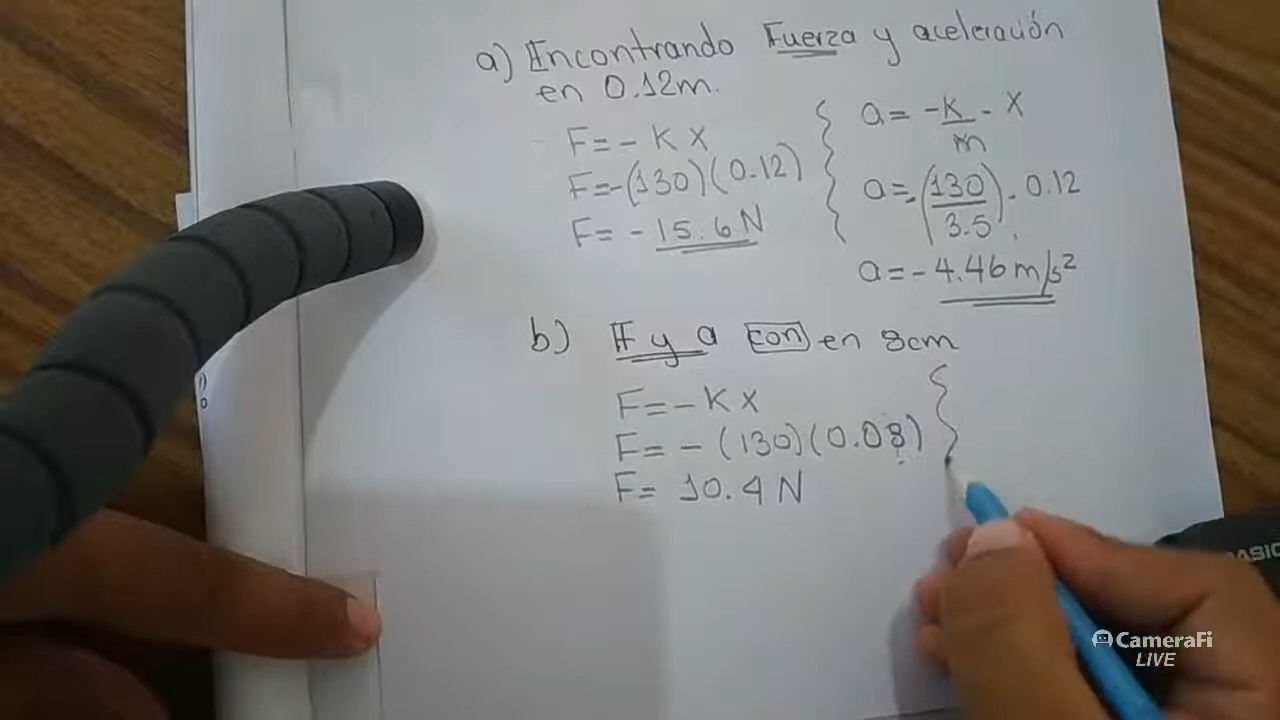 a) Encontrando Fuerza y aceleración
en 0.12m.
F= - K X
F=-(130)(0.12)
F= - 15.6 N
a= -K - X
m
a=-(130) . 0.12
3.5
a= - 4.46 m/s²
b) F y a con en 8cm
F= - K X
F= - (130)(0.08)
F= 10.4 N
CameraFi
LIVE